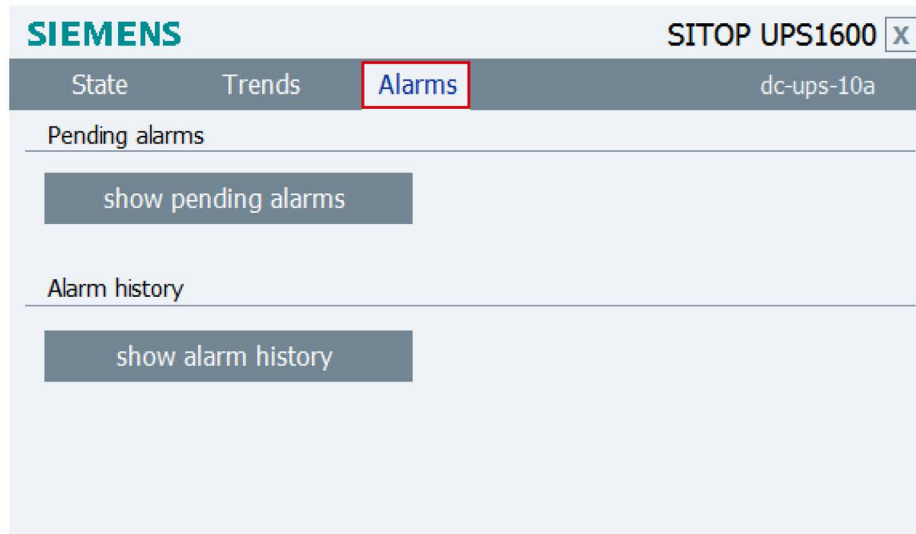 SIEMENS SITOP UPS1600 X
State Trends Alarms dc-ups-10a
Pending alarms
show pending alarms
Alarm history
show alarm history